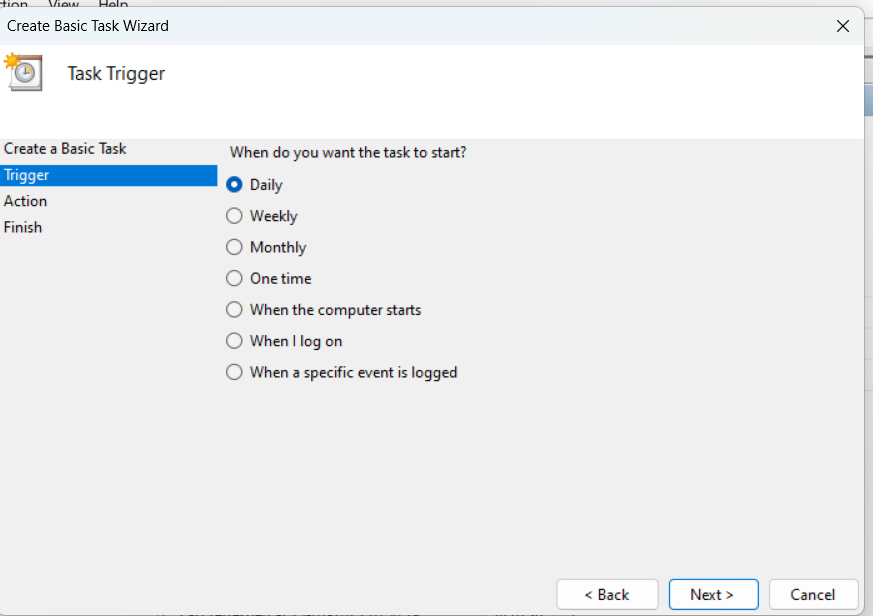 View Help
Create Basic Task Wizard
Task Trigger
Create a Basic Task
Trigger
Action
Finish
When do you want the task to start?
Daily
Weekly
Monthly
One time
When the computer starts
When I log on
When a specific event is logged
< Back
Next >
Cancel